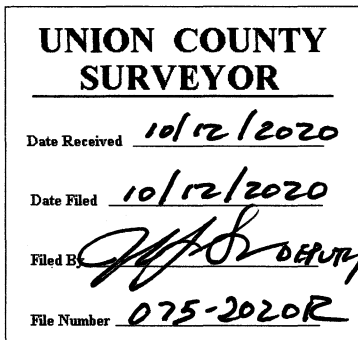 UNION COUNTY
SURVEYOR
Date Received 10/12/2020
Date Filed 10/12/2020
Filed By DEPUTY
File Number 075-2020R